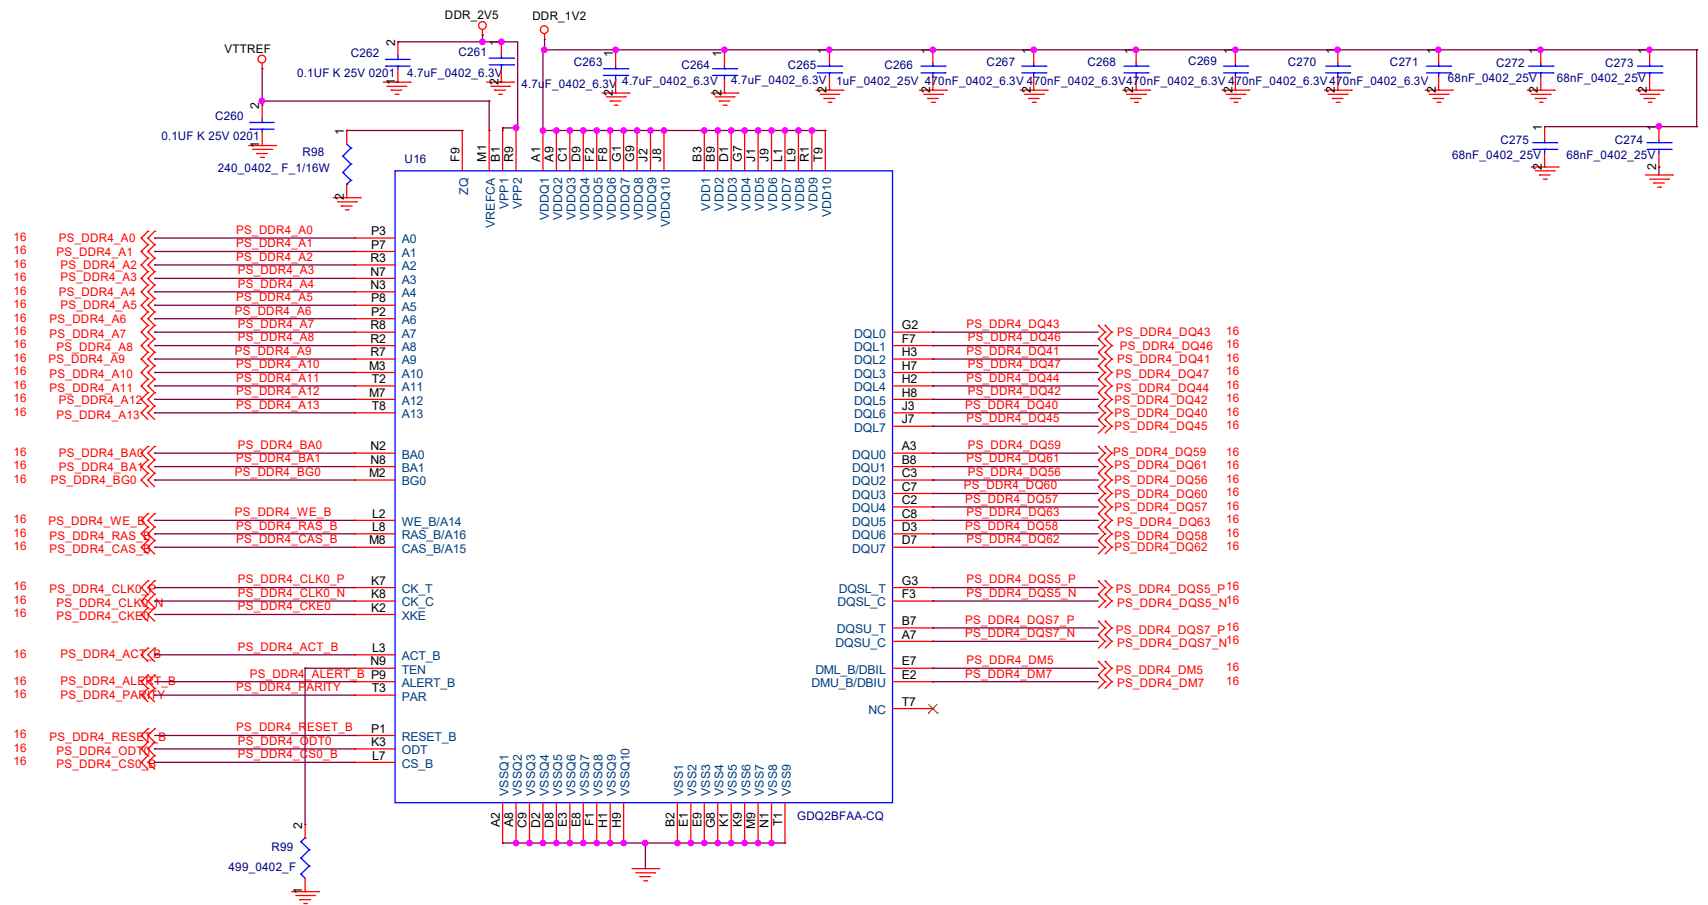 DDR_2V5
DDR_1V2
VTTREF
C262
0.1UF K 25V 0201
C261
4.7uF_0402_6.3V
C263
4.7uF_0402_6.3V
C264
4.7uF_0402_6.3V
C265
4.7uF_0402_6.3V
C266
1uF_0402_25V
C267
470nF_0402_6.3V
C268
470nF_0402_6.3V
C269
470nF_0402_6.3V
C270
470nF_0402_6.3V
C271
470nF_0402_6.3V
C272
68nF_0402_25V
C273
68nF_0402_25V
C275
68nF_0402_25V
C274
68nF_0402_25V
C260
0.1UF K 25V 0201
R98
240_0402_ F_1/16W
U16
F9 ZQ
M1 VREFCA
B1 VPP1
R9 VPP2
A1 VDDQ1
A9 VDDQ2
C1 VDDQ3
D9 VDDQ4
F2 VDDQ5
F8 VDDQ6
G1 VDDQ7
G9 VDDQ8
J2 VDDQ9
J8 VDDQ10
B3 VDD1
B9 VDD2
D1 VDD3
G7 VDD4
J1 VDD5
J9 VDD6
L1 VDD7
L9 VDD8
R1 VDD9
T9 VDD10
16 PS_DDR4_A0 PS_DDR4_A0 P3 A0
16 PS_DDR4_A1 PS_DDR4_A1 P7 A1
16 PS_DDR4_A2 PS_DDR4_A2 R3 A2
16 PS_DDR4_A3 PS_DDR4_A3 N7 A3
16 PS_DDR4_A4 PS_DDR4_A4 N3 A4
16 PS_DDR4_A5 PS_DDR4_A5 P8 A5
16 PS_DDR4_A6 PS_DDR4_A6 P2 A6
16 PS_DDR4_A7 PS_DDR4_A7 R8 A7
16 PS_DDR4_A8 PS_DDR4_A8 R2 A8
16 PS_DDR4_A9 PS_DDR4_A9 R7 A9
16 PS_DDR4_A10 PS_DDR4_A10 M3 A10
16 PS_DDR4_A11 PS_DDR4_A11 T2 A11
16 PS_DDR4_A12 PS_DDR4_A12 M7 A12
16 PS_DDR4_A13 PS_DDR4_A13 T8 A13
16 PS_DDR4_BA0 PS_DDR4_BA0 N2 BA0
16 PS_DDR4_BA1 PS_DDR4_BA1 N8 BA1
16 PS_DDR4_BG0 PS_DDR4_BG0 M2 BG0
16 PS_DDR4_WE_B PS_DDR4_WE_B L2 WE_B/A14
16 PS_DDR4_RAS_B PS_DDR4_RAS_B L8 RAS_B/A16
16 PS_DDR4_CAS_B PS_DDR4_CAS_B M8 CAS_B/A15
16 PS_DDR4_CLK0_P PS_DDR4_CLK0_P K7 CK_T
16 PS_DDR4_CLK0_N PS_DDR4_CLK0_N K8 CK_C
16 PS_DDR4_CKE0 PS_DDR4_CKE0 K2 XKE
16 PS_DDR4_ACT_B PS_DDR4_ACT_B L3 ACT_B
N9 TEN
16 PS_DDR4_ALERT_B PS_DDR4_ALERT_B P9 ALERT_B
16 PS_DDR4_PARITY PS_DDR4_PARITY T3 PAR
16 PS_DDR4_RESET_B PS_DDR4_RESET_B P1 RESET_B
16 PS_DDR4_ODT0 PS_DDR4_ODT0 K3 ODT
16 PS_DDR4_CS0_B PS_DDR4_CS0_B L7 CS_B
DQL0 G2 PS_DDR4_DQ43 PS_DDR4_DQ43 16
DQL1 F7 PS_DDR4_DQ46 PS_DDR4_DQ46 16
DQL2 H3 PS_DDR4_DQ41 PS_DDR4_DQ41 16
DQL3 H7 PS_DDR4_DQ47 PS_DDR4_DQ47 16
DQL4 H2 PS_DDR4_DQ44 PS_DDR4_DQ44 16
DQL5 H8 PS_DDR4_DQ42 PS_DDR4_DQ42 16
DQL6 J3 PS_DDR4_DQ40 PS_DDR4_DQ40 16
DQL7 J7 PS_DDR4_DQ45 PS_DDR4_DQ45 16
DQU0 A3 PS_DDR4_DQ59 PS_DDR4_DQ59 16
DQU1 B8 PS_DDR4_DQ61 PS_DDR4_DQ61 16
DQU2 C3 PS_DDR4_DQ56 PS_DDR4_DQ56 16
DQU3 C7 PS_DDR4_DQ60 PS_DDR4_DQ60 16
DQU4 C2 PS_DDR4_DQ57 PS_DDR4_DQ57 16
DQU5 C8 PS_DDR4_DQ63 PS_DDR4_DQ63 16
DQU6 D3 PS_DDR4_DQ58 PS_DDR4_DQ58 16
DQU7 D7 PS_DDR4_DQ62 PS_DDR4_DQ62 16
DQSL_T G3 PS_DDR4_DQS5_P PS_DDR4_DQS5_P 16
DQSL_C F3 PS_DDR4_DQS5_N PS_DDR4_DQS5_N 16
DQSU_T B7 PS_DDR4_DQS7_P PS_DDR4_DQS7_P 16
DQSU_C A7 PS_DDR4_DQS7_N PS_DDR4_DQS7_N 16
DML_B/DBIL E7 PS_DDR4_DM5 PS_DDR4_DM5 16
DMU_B/DBIU E2 PS_DDR4_DM7 PS_DDR4_DM7 16
NC T7
VSSQ1 A2
VSSQ2 A8
VSSQ3 C9
VSSQ4 D2
VSSQ5 D8
VSSQ6 E3
VSSQ7 E8
VSSQ8 F1
VSSQ9 H1
VSSQ10 H9
VSS1 B2
VSS2 E1
VSS3 E9
VSS4 G8
VSS5 K1
VSS6 K9
VSS7 M9
VSS8 N1
VSS9 T1
GDQ2BFAA-CQ
2
R99
499_0402_F
1